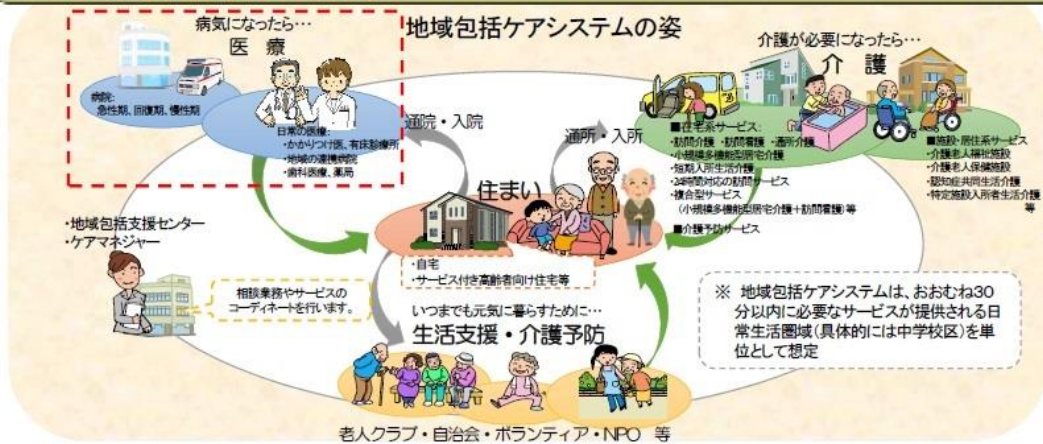 地域包括ケアシステムの姿
病気になったら…
医 療
病院:
急性期、回復期、慢性期
日常の医療:
・かかりつけ医、有床診療所
・地域の連携病院
・歯科医療、薬局
通院・入院
通所・入所
介護が必要になったら…
介 護
■在宅系サービス:
・訪問介護 ・訪問看護 ・通所介護
・小規模多機能型居宅介護
・短期入所生活介護
・24時間対応の訪問サービス
・複合型サービス
(小規模多機能型居宅介護+訪問看護)等
■介護予防サービス
■施設・居住系サービス
・介護老人福祉施設
・介護老人保健施設
・認知症共同生活介護
・特定施設入所者生活介護
等
住まい
・自宅
・サービス付き高齢者向け住宅等
・地域包括支援センター
・ケアマネジャー
相談業務やサービスの
コーディネートを行います。
いつまでも元気に暮らすために…
生活支援・介護予防
老人クラブ・自治会・ボランティア・NPO 等
※ 地域包括ケアシステムは、おおむね30
分以内に必要なサービスが提供される日
常生活圏域(具体的には中学校区)を単
位として想定